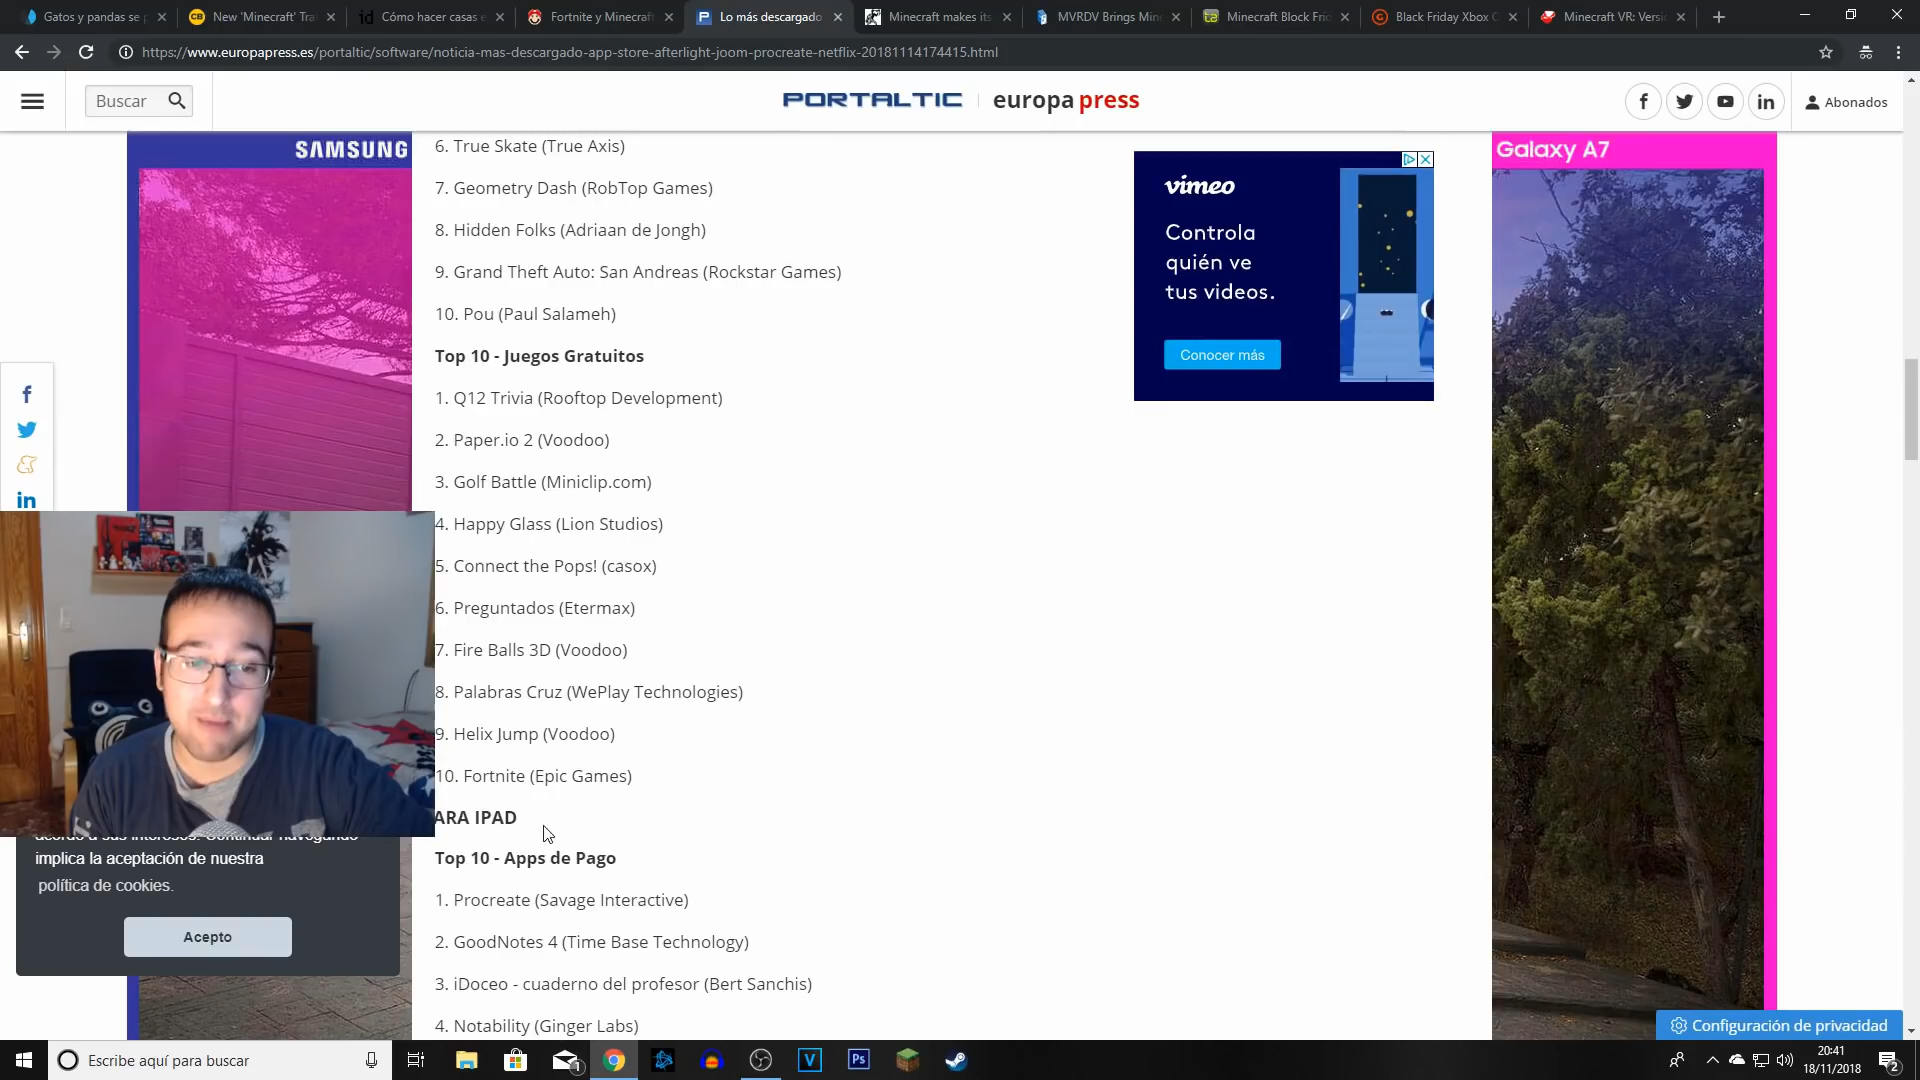 Gatos y pandas se p
New 'Minecraft' Tra
Cómo hacer casas e
Fortnite y Minecraft
Lo más descargado
Minecraft makes its
MVRDV Brings Min
Minecraft Block Fric
Black Friday Xbox C
Minecraft VR: Versi
https://www.europapress.es/portaltic/software/noticia-mas-descargado-app-store-afterlight-joom-procreate-netflix-20181114174415.html
Buscar
PORTALTIC
europa press
Abonados
SAMSUNG
Galaxy A7
6. True Skate (True Axis)
7. Geometry Dash (RobTop Games)
8. Hidden Folks (Adriaan de Jongh)
9. Grand Theft Auto: San Andreas (Rockstar Games)
10. Pou (Paul Salameh)
Top 10 - Juegos Gratuitos
1. Q12 Trivia (Rooftop Development)
2. Paper.io 2 (Voodoo)
3. Golf Battle (Miniclip.com)
4. Happy Glass (Lion Studios)
5. Connect the Pops! (casox)
6. Preguntados (Etermax)
7. Fire Balls 3D (Voodoo)
8. Palabras Cruz (WePlay Technologies)
9. Helix Jump (Voodoo)
10. Fortnite (Epic Games)
ARA IPAD
Top 10 - Apps de Pago
1. Procreate (Savage Interactive)
2. GoodNotes 4 (Time Base Technology)
3. iDoceo - cuaderno del profesor (Bert Sanchis)
4. Notability (Ginger Labs)
vimeo
Controla
quién ve
tus videos.
Conocer más
implica la aceptación de nuestra
política de cookies.
Acepto
Configuración de privacidad
Escribe aquí para buscar
20:41
18/11/2018